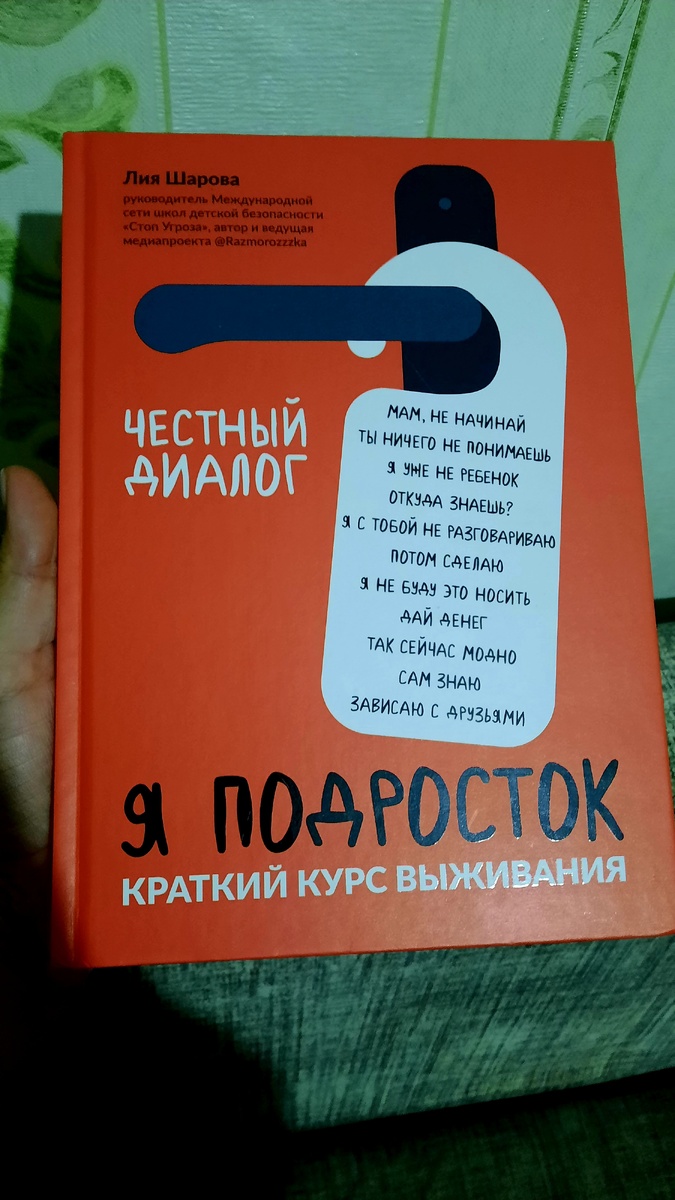 Лия Шарова
руководитель Международной
сети школ детской безопасности
«Стоп Угроза», автор и ведущая
медиапроекта @Razmorozzzka
ЧЕСТНЫЙ
ДИАЛОГ
МАМ, НЕ НАЧИНАЙ
ТЫ НИЧЕГО НЕ ПОНИМАЕШЬ
Я УЖЕ НЕ РЕБЕНОК
ОТКУДА ЗНАЕШЬ?
Я С ТОБОЙ НЕ РАЗГОВАРИВАЮ
ПОТОМ СДЕЛАЮ
Я НЕ БУДУ ЭТО НОСИТЬ
ДАЙ ДЕНЕГ
ТАК СЕЙЧАС МОДНО
САМ ЗНАЮ
ЗАВИСАЮ С ДРУЗЬЯМИ
Я ПОДРОСТОК
КРАТКИЙ КУРС ВЫЖИВАНИЯ